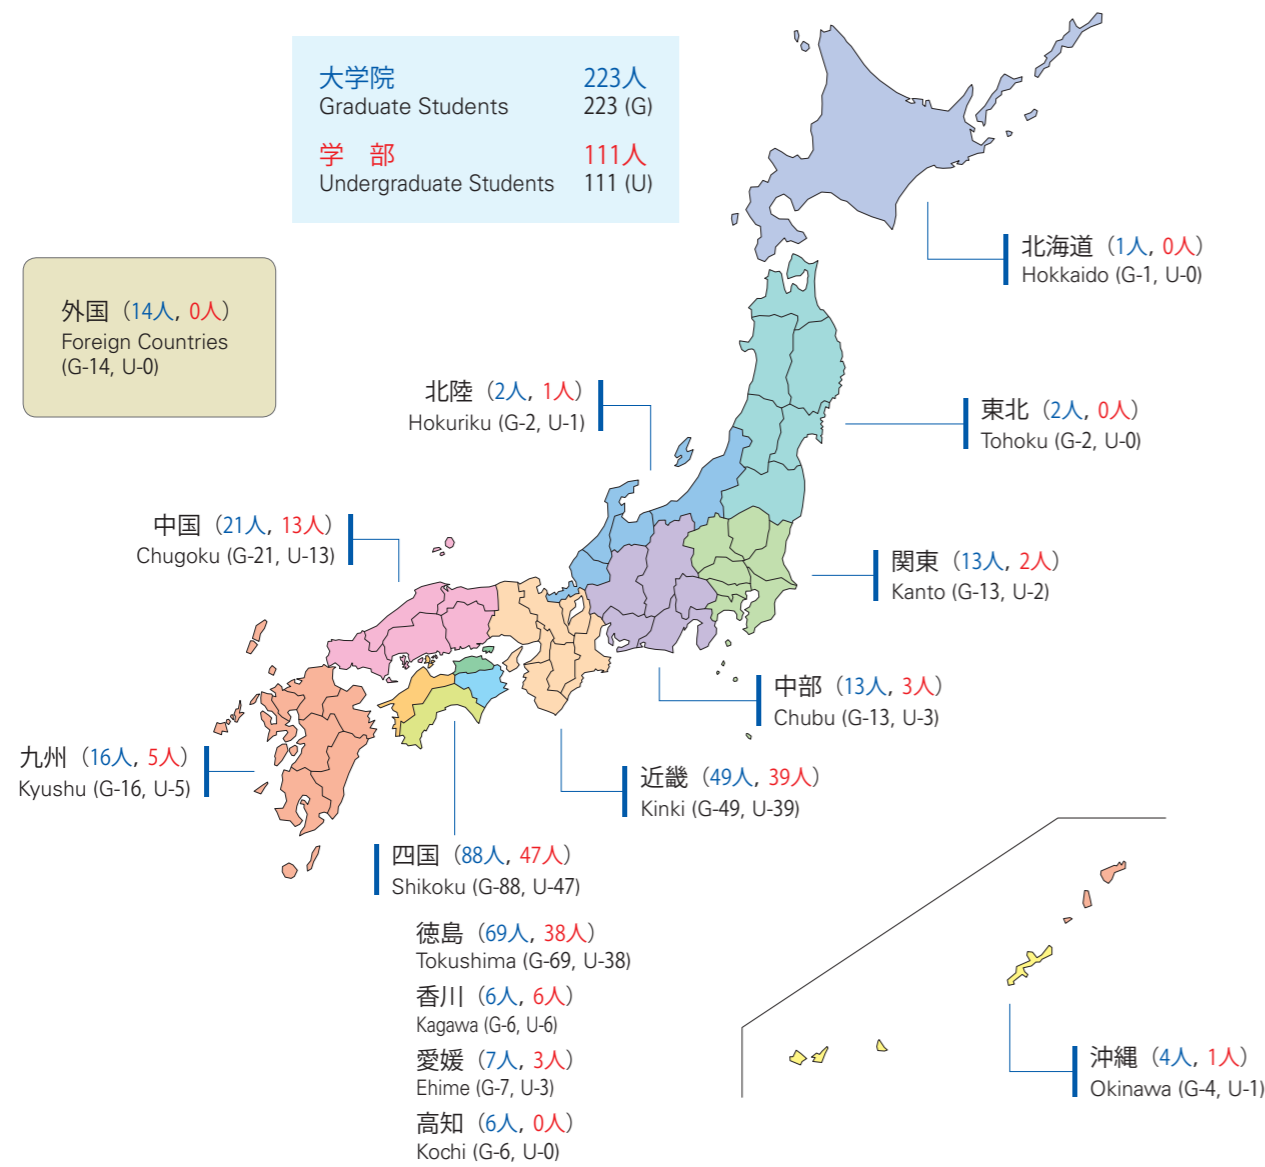 大学院 223人
Graduate Students 223 (G)
学　部 111人
Undergraduate Students 111 (U)
北海道（1人, 0人）
Hokkaido (G-1, U-0)
外国（14人, 0人）
Foreign Countries
(G-14, U-0)
北陸（2人, 1人）
Hokuriku (G-2, U-1)
東北（2人, 0人）
Tohoku (G-2, U-0)
中国（21人, 13人）
Chugoku (G-21, U-13)
関東（13人, 2人）
Kanto (G-13, U-2)
中部（13人, 3人）
Chubu (G-13, U-3)
九州（16人, 5人）
Kyushu (G-16, U-5)
近畿（49人, 39人）
Kinki (G-49, U-39)
四国（88人, 47人）
Shikoku (G-88, U-47)
徳島（69人, 38人）
Tokushima (G-69, U-38)
香川（6人, 6人）
Kagawa (G-6, U-6)
愛媛（7人, 3人）
Ehime (G-7, U-3)
高知（6人, 0人）
Kochi (G-6, U-0)
沖縄（4人, 1人）
Okinawa (G-4, U-1)